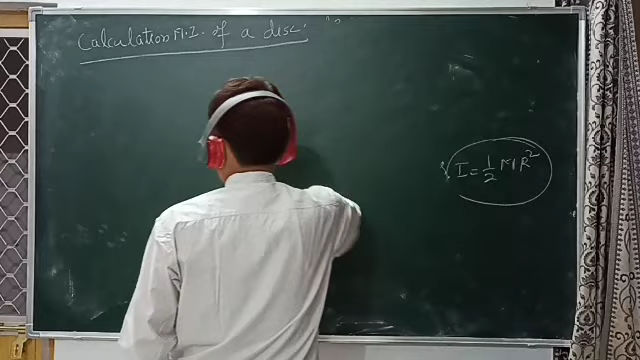 Calculation M.I. of a disc:
I = 1/2 MR²